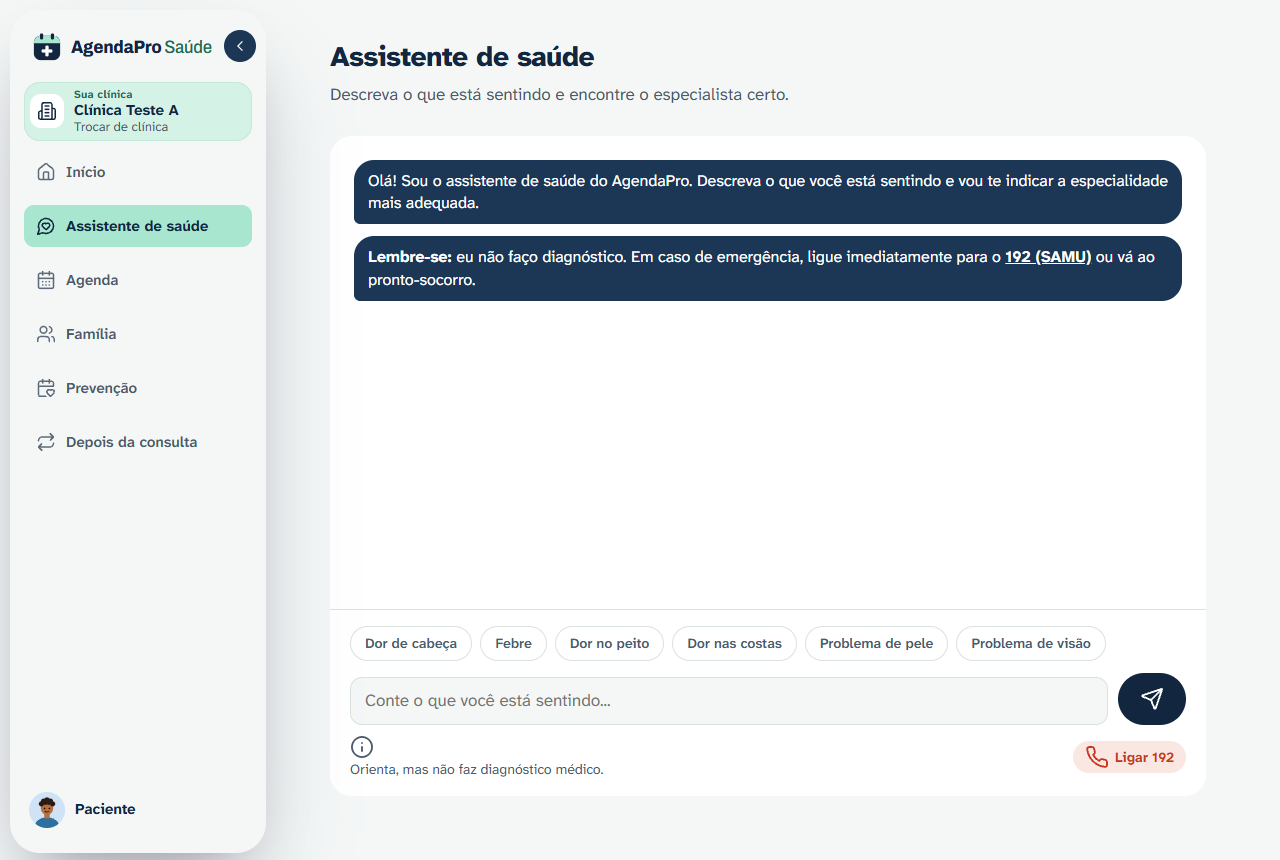 AgendaPro Saúde
Sua clínica
Clínica Teste A
Trocar de clínica
Início
Assistente de saúde
Agenda
Família
Prevenção
Depois da consulta
Paciente
Assistente de saúde
Descreva o que está sentindo e encontre o especialista certo.
Olá! Sou o assistente de saúde do AgendaPro. Descreva o que você está sentindo e vou te indicar a especialidade
mais adequada.
Lembre-se: eu não faço diagnóstico. Em caso de emergência, ligue imediatamente para o 192 (SAMU) ou vá ao
pronto-socorro.
Dor de cabeça
Febre
Dor no peito
Dor nas costas
Problema de pele
Problema de visão
Conte o que você está sentindo...
Orienta, mas não faz diagnóstico médico.
Ligar 192